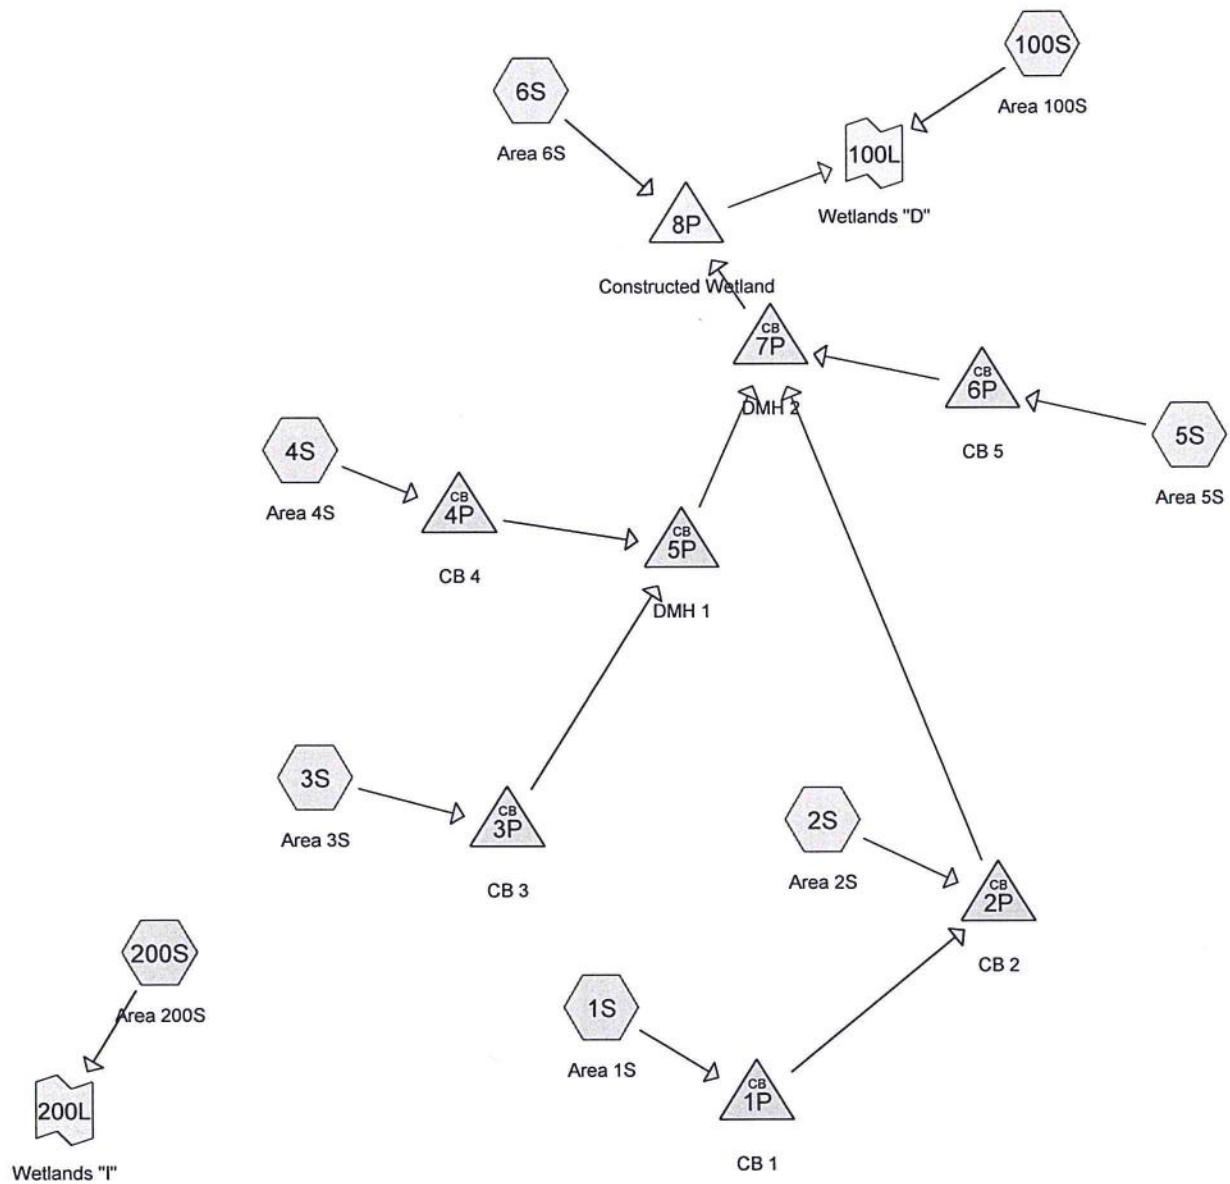 100S
Area 100S
6S
Area 6S
100L
Wetlands "D"
8P
Constructed Wetland
CB
7P
DMH 2
CB
6P
CB 5
5S
Area 5S
4S
Area 4S
CB
4P
CB 4
CB
5P
DMH 1
3S
Area 3S
CB
3P
CB 3
2S
Area 2S
CB
2P
CB 2
200S
Area 200S
1S
Area 1S
CB
1P
CB 1
200L
Wetlands "I"